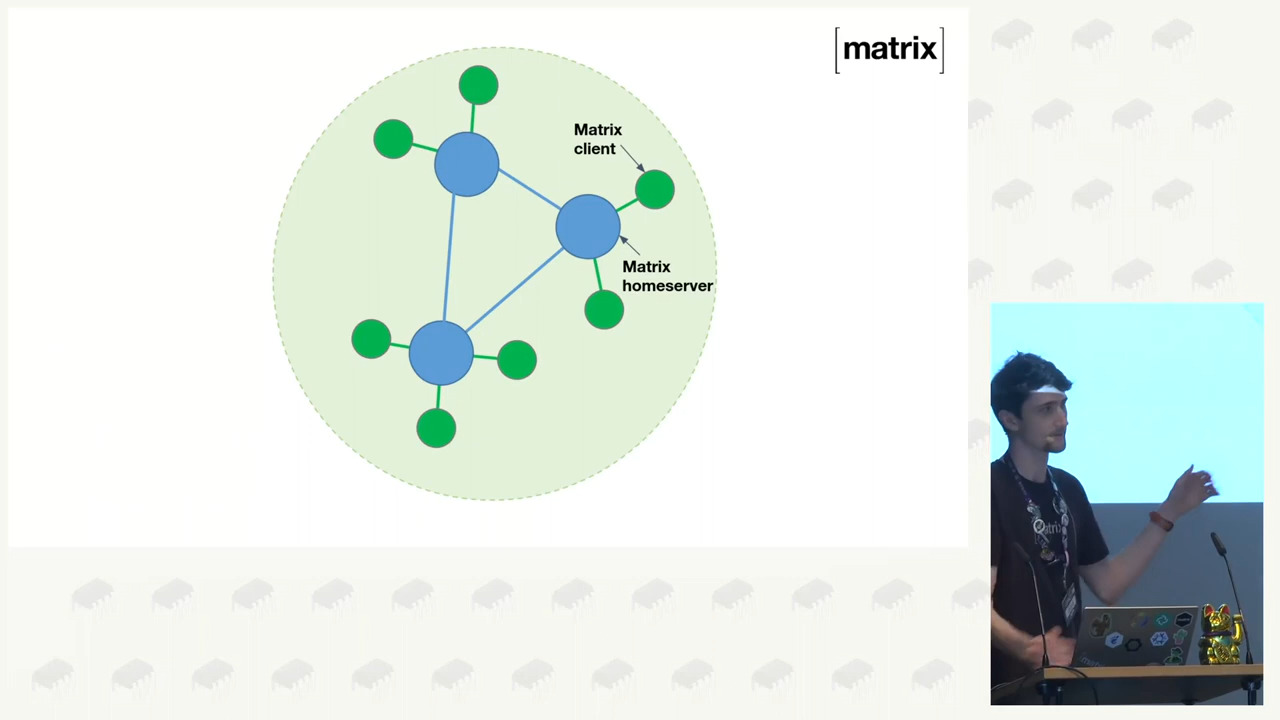 [matrix]
Matrix
client
Matrix
homeserver